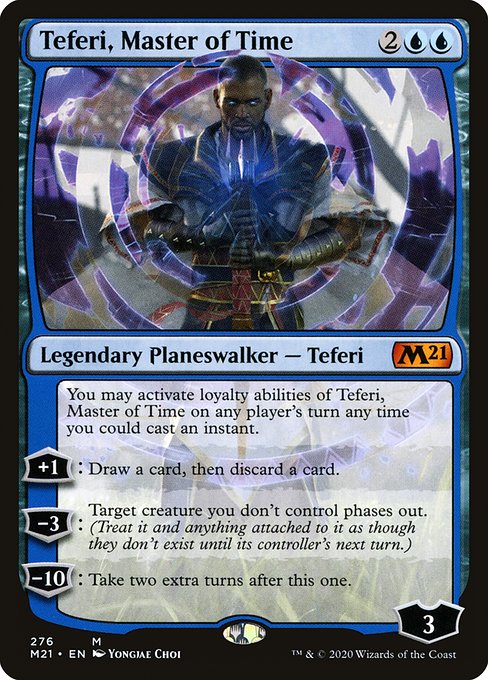 Teferi, Master of Time 2
Legendary Planeswalker — Teferi M21
You may activate loyalty abilities of Teferi,
Master of Time on any player's turn any time
you could cast an instant.
+1: Draw a card, then discard a card.
−3: Target creature you don't control phases out.
(Treat it and anything attached to it as though
they don't exist until its controller's next turn.)
−10: Take two extra turns after this one.
3
276 M
M21 • EN Yongjae Choi ™ & © 2020 Wizards of the Coast